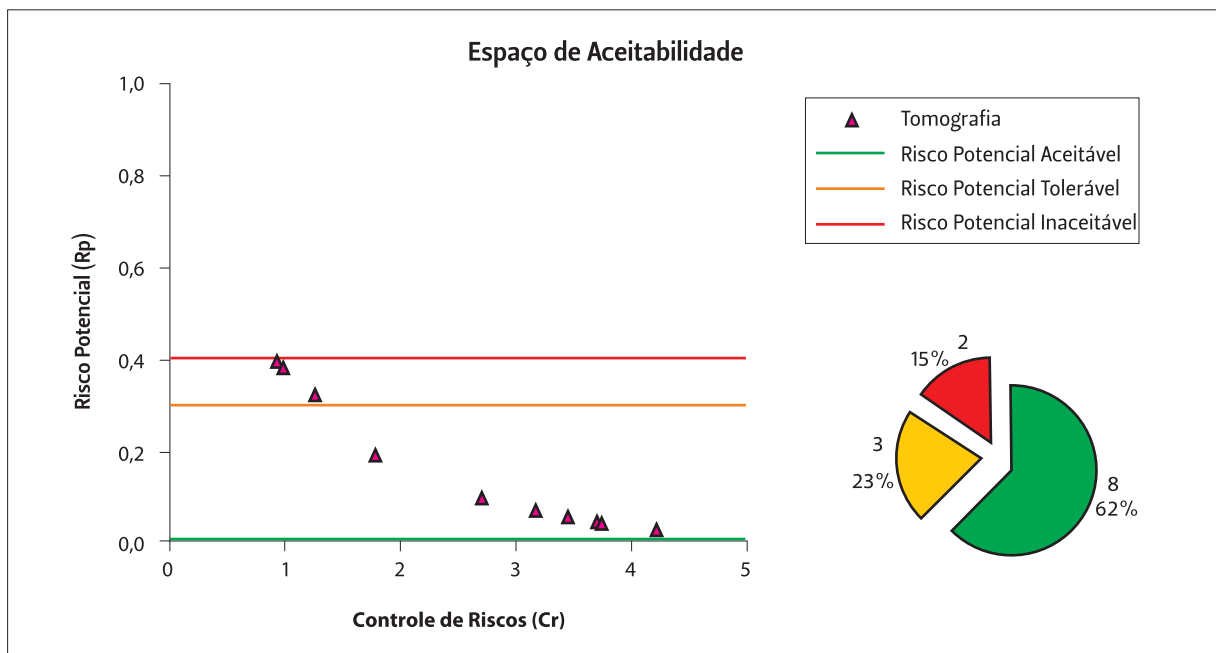 Espaço de Aceitabilidade
1,0
0,8
0,6
0,4
0,2
0,0
Risco Potencial (Rp)
0
1
2
3
4
5
Controle de Riscos (Cr)
Tomografia
Risco Potencial Aceitável
Risco Potencial Tolerável
Risco Potencial Inaceitável
2
15%
3
23%
8
62%